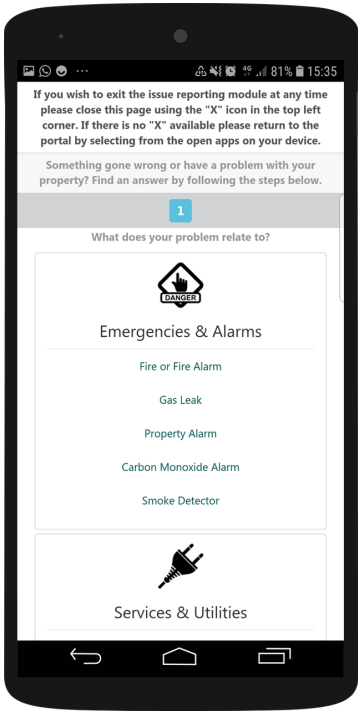 4G 81% 15:35
If you wish to exit the issue reporting module at any time
please close this page using the "X" icon in the top left
corner. If there is no "X" available please return to the
portal by selecting from the open apps on your device.
Something gone wrong or have a problem with your
property? Find an answer by following the steps below.
1
What does your problem relate to?
DANGER
Emergencies & Alarms
Fire or Fire Alarm
Gas Leak
Property Alarm
Carbon Monoxide Alarm
Smoke Detector
Services & Utilities